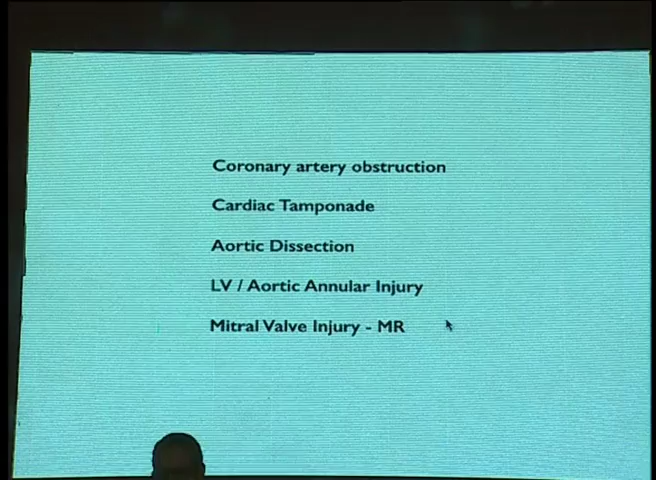 Coronary artery obstruction
Cardiac Tamponade
Aortic Dissection
LV / Aortic Annular Injury
Mitral Valve Injury - MR